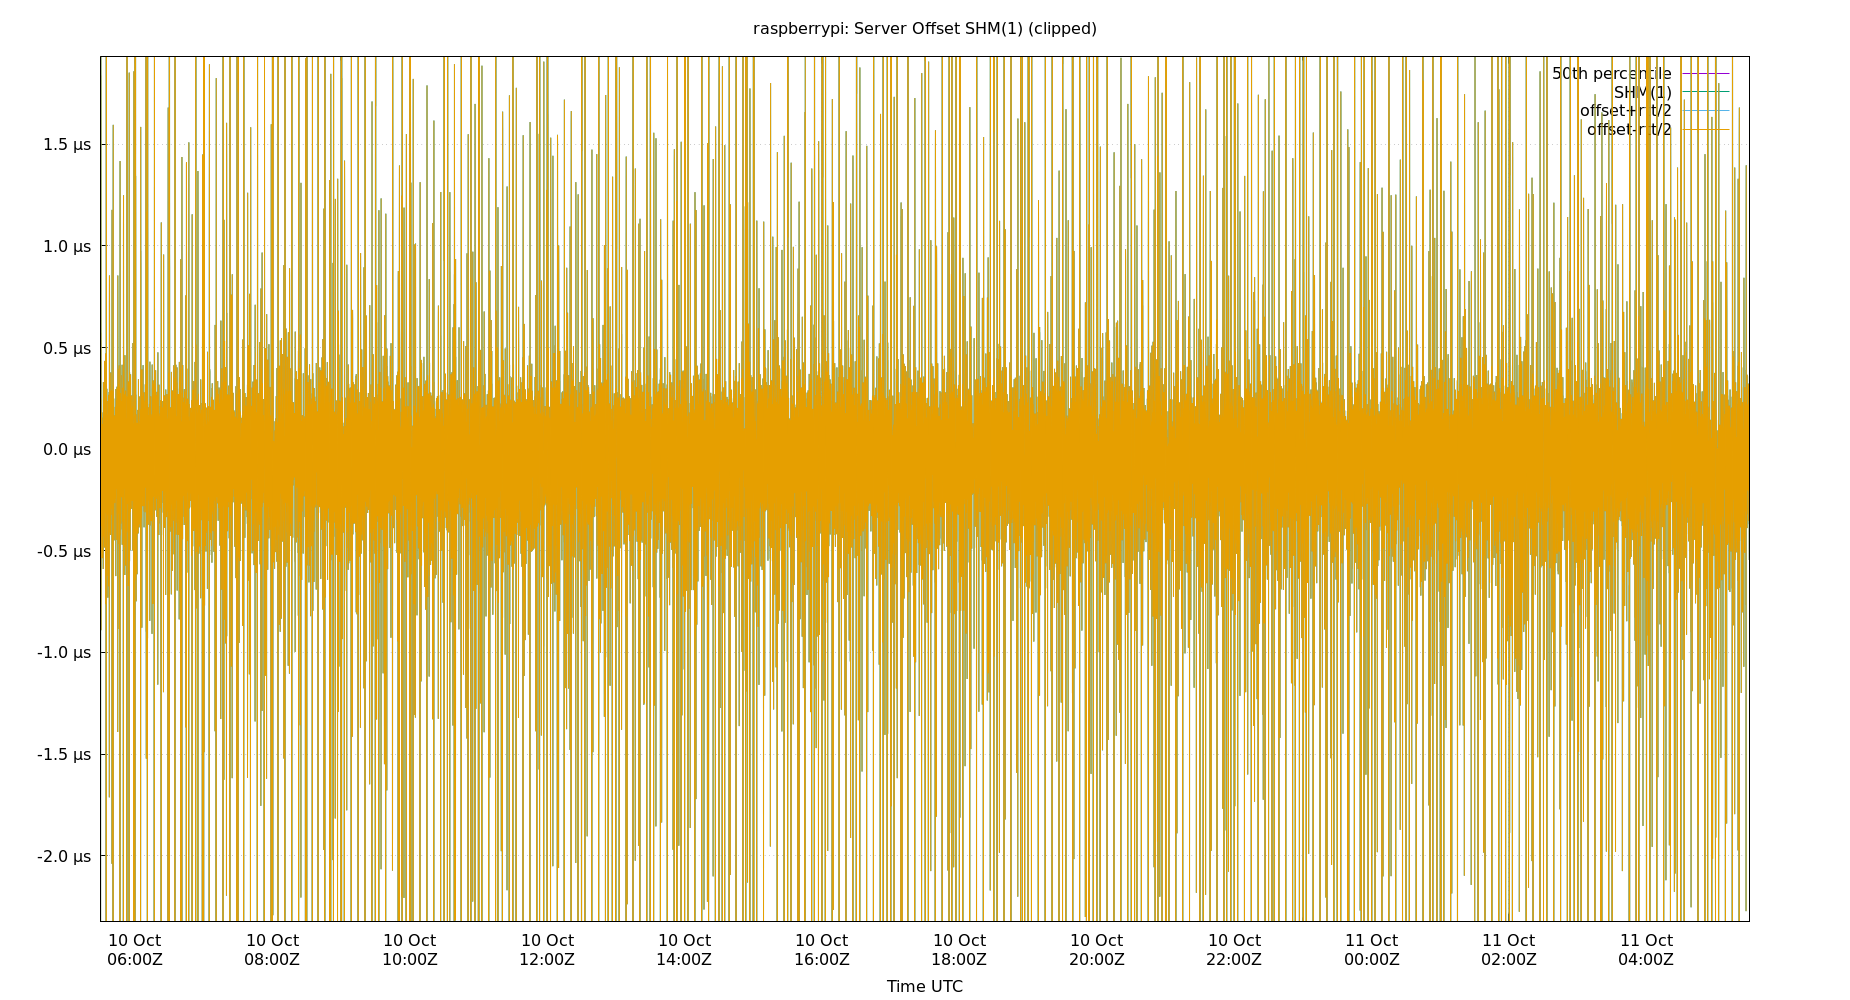 raspberrypi: Server Offset SHM(1) (clipped)
50th percentile
SHM(1)
offset+rtt/2
offset-rtt/2
1.5 µs
1.0 µs
0.5 µs
0.0 µs
-0.5 µs
-1.0 µs
-1.5 µs
-2.0 µs
10 Oct 10 Oct 10 Oct 10 Oct 10 Oct 10 Oct 10 Oct 10 Oct 10 Oct 11 Oct 11 Oct 11 Oct
06:00Z 08:00Z 10:00Z 12:00Z 14:00Z 16:00Z 18:00Z 20:00Z 22:00Z 00:00Z 02:00Z 04:00Z
Time UTC